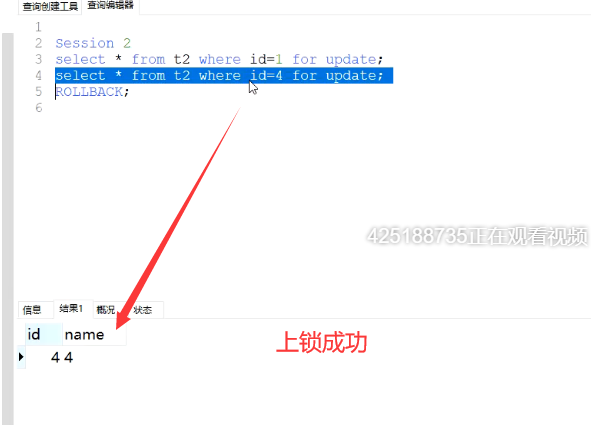 查询创建工具 查询编辑器
1
2 Session 2
3 select * from t2 where id=1 for update;
4 select * from t2 where id=4 for update;
5 ROLLBACK;
6
425188735正在观看视频
信息 结果1 概况 状态
id name
4 4
上锁成功